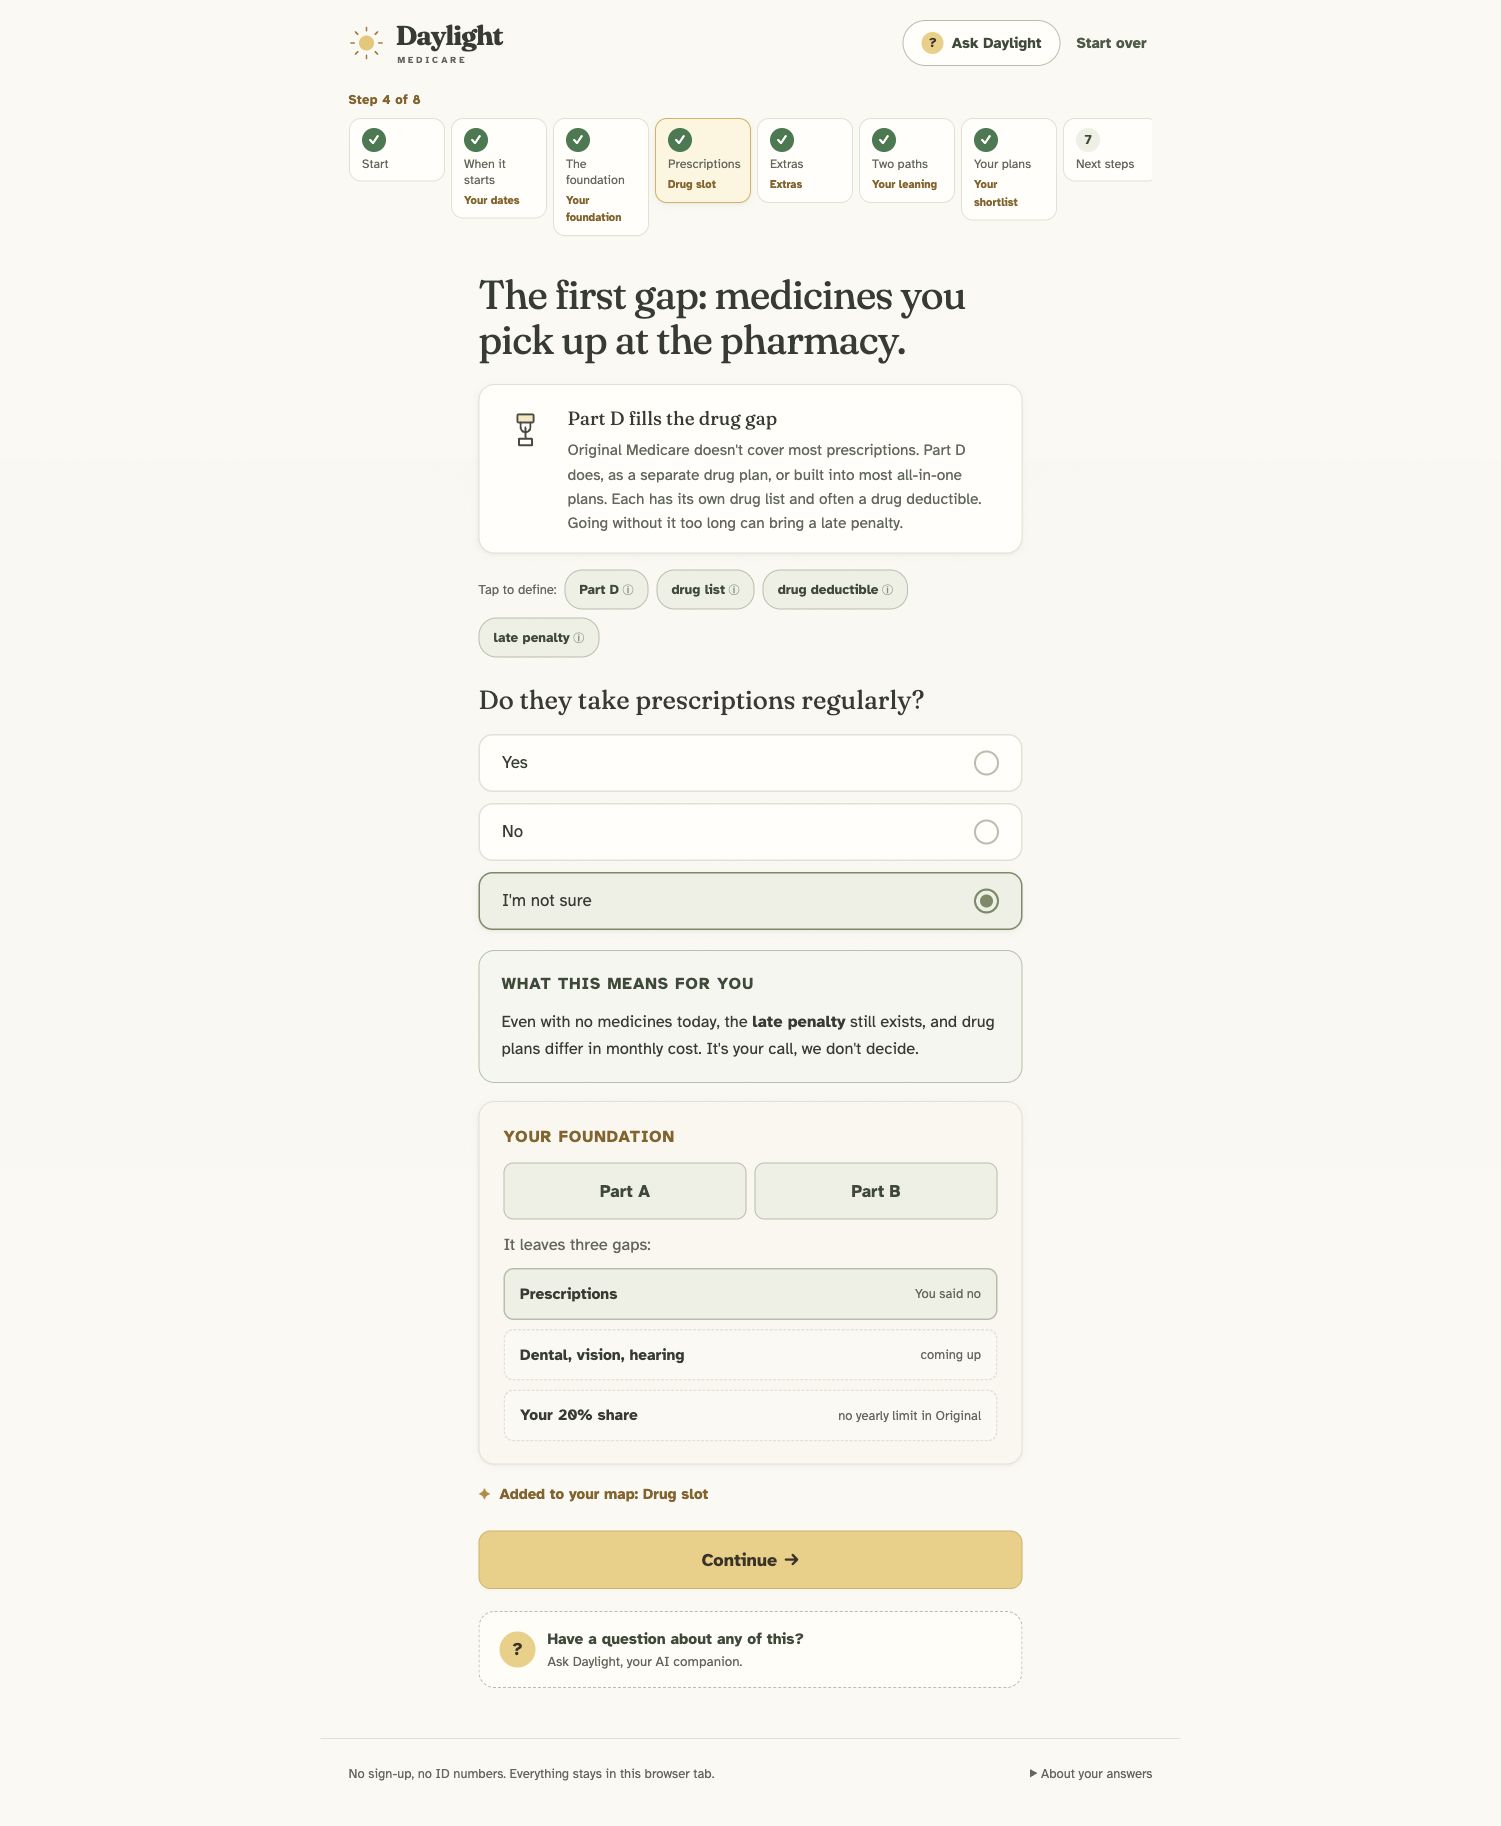 Daylight
MEDICARE
? Ask Daylight
Start over
Step 4 of 8
Start
When it
starts
Your dates
The
foundation
Your
foundation
Prescriptions
Drug slot
Extras
Extras
Two paths
Your leaning
Your plans
Your
shortlist
7
Next steps
The first gap: medicines you
pick up at the pharmacy.
Part D fills the drug gap
Original Medicare doesn't cover most prescriptions. Part D
does, as a separate drug plan, or built into most all-in-one
plans. Each has its own drug list and often a drug deductible.
Going without it too long can bring a late penalty.
Tap to define: Part D ⓘ drug list ⓘ drug deductible ⓘ
late penalty ⓘ
Do they take prescriptions regularly?
Yes
No
I'm not sure
WHAT THIS MEANS FOR YOU
Even with no medicines today, the late penalty still exists, and drug
plans differ in monthly cost. It's your call, we don't decide.
YOUR FOUNDATION
Part A
Part B
It leaves three gaps:
Prescriptions You said no
Dental, vision, hearing coming up
Your 20% share no yearly limit in Original
✦ Added to your map: Drug slot
Continue →
?
Have a question about any of this?
Ask Daylight, your AI companion.
No sign-up, no ID numbers. Everything stays in this browser tab.
▶ About your answers